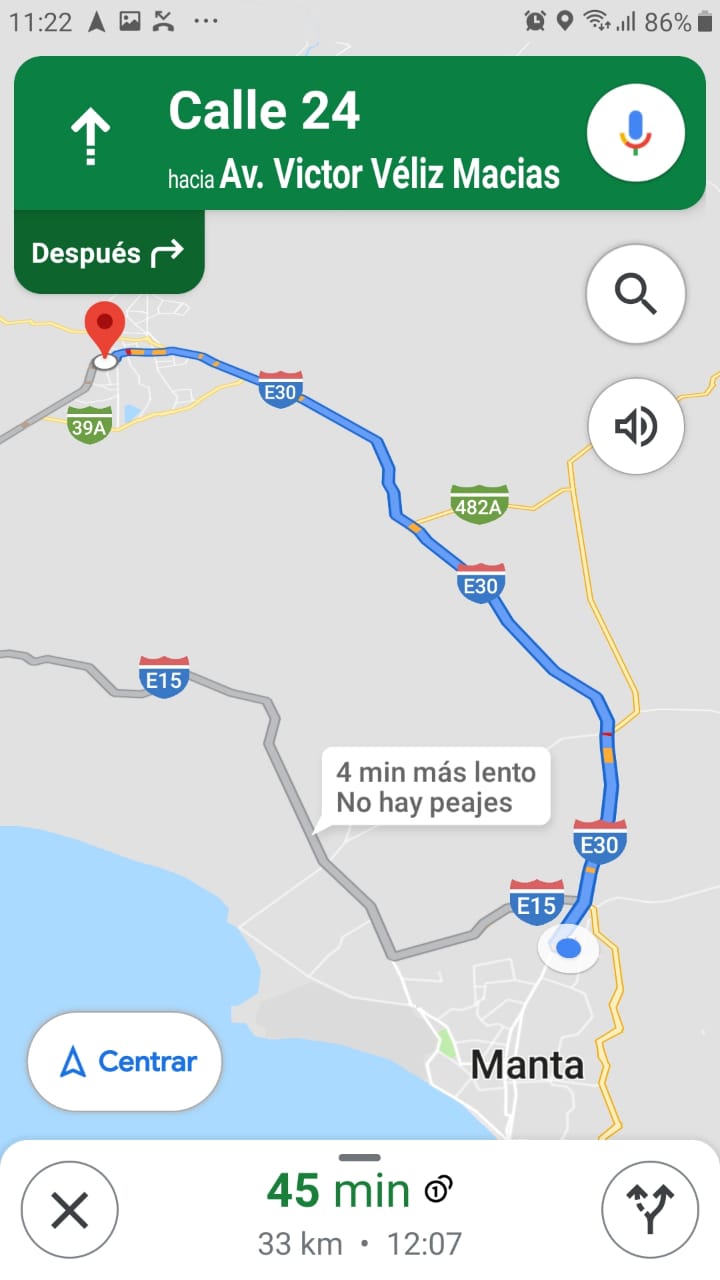 11:22
86%
Calle 24
hacia Av. Victor Véliz Macias
Después
E30
39A
482A
E30
E15
4 min más lento
No hay peajes
E30
E15
Centrar
Manta
45 min
33 km • 12:07